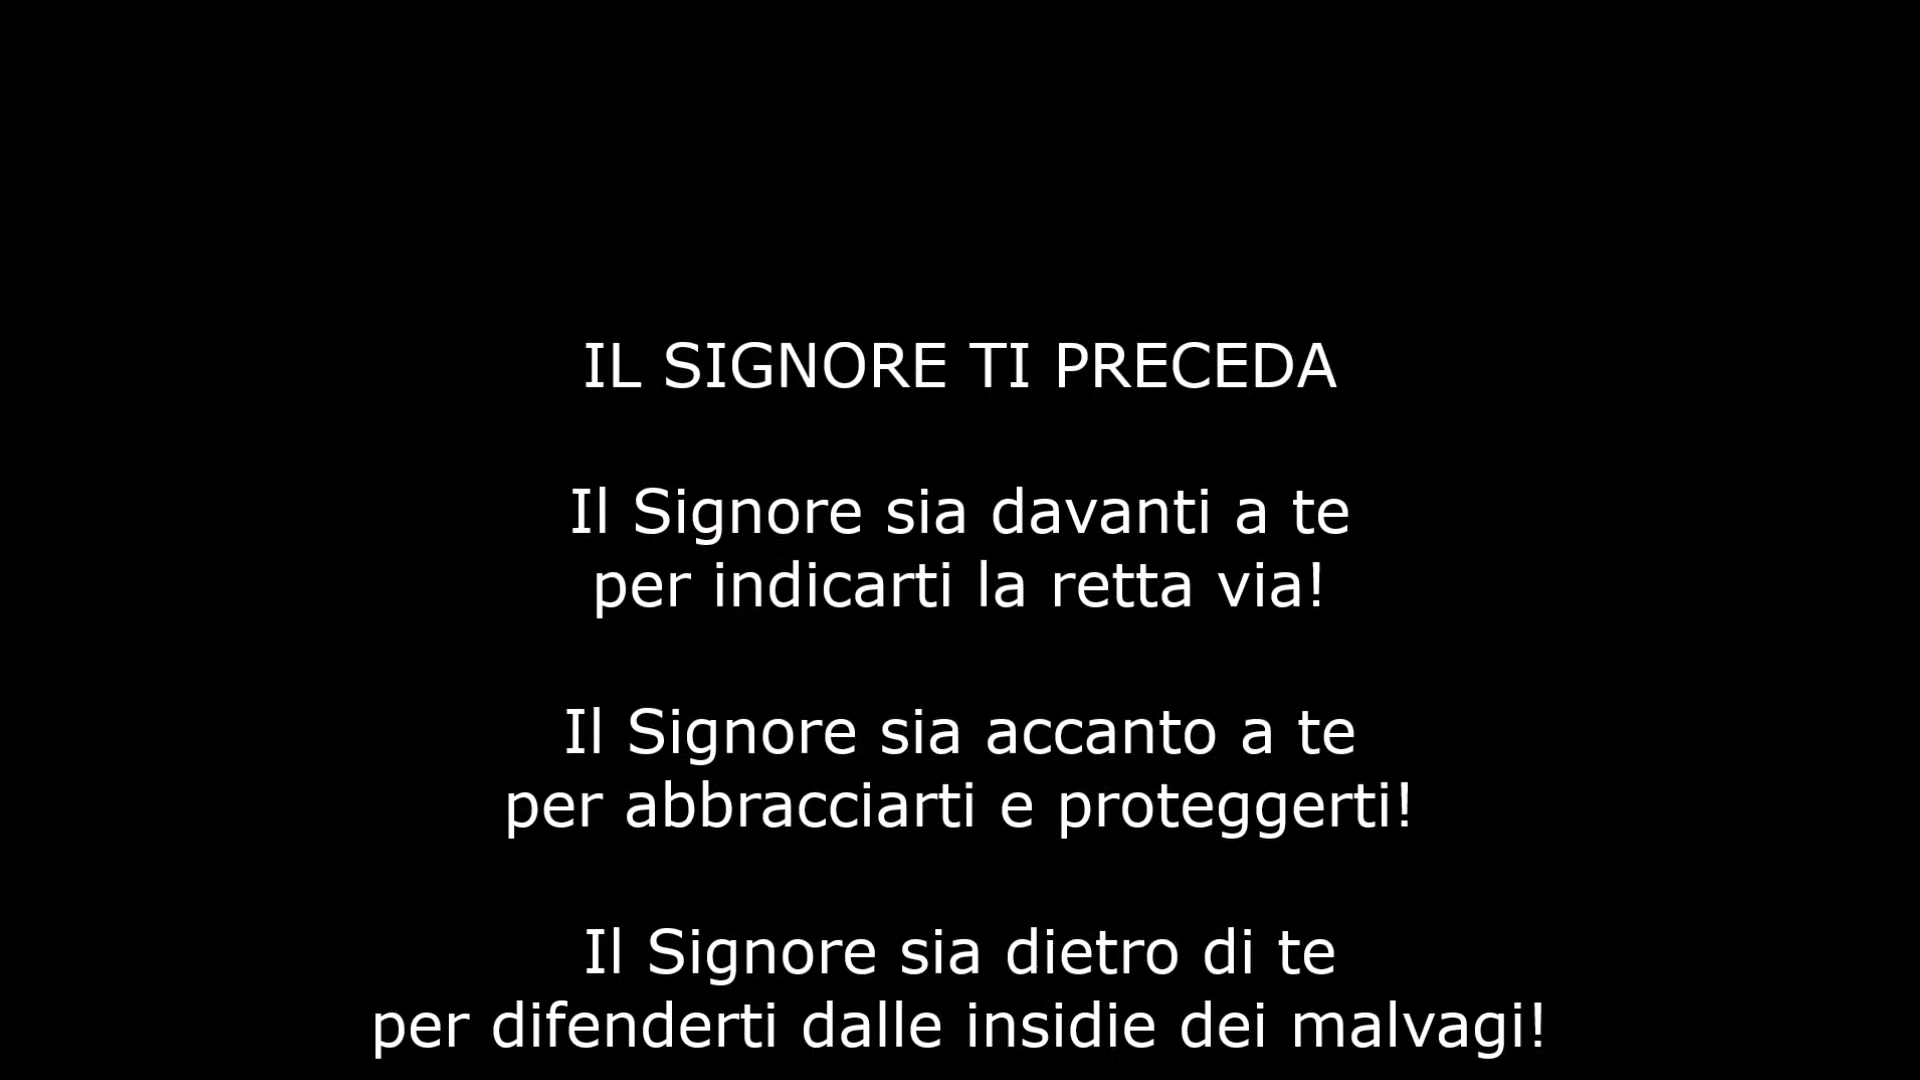 IL SIGNORE TI PRECEDA
Il Signore sia davanti a te
per indicarti la retta via!
Il Signore sia accanto a te
per abbracciarti e proteggerti!
Il Signore sia dietro di te
per difenderti dalle insidie dei malvagi!